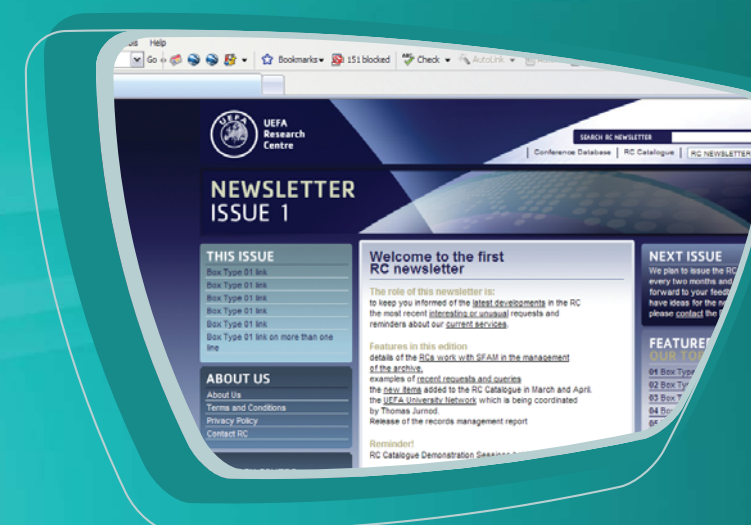 Help
Go
Bookmarks
151 blocked
Check
AutoLink
UEFA
UEFA
Research
Centre
SEARCH RC NEWSLETTER
Conference Database
RC Catalogue
RC NEWSLETTER
NEWSLETTER
ISSUE 1
THIS ISSUE
Box Type 01 link
Box Type 01 link
Box Type 01 link
Box Type 01 link
Box Type 01 link
Box Type 01 link on more than one
line
ABOUT US
About Us
Terms and Conditions
Privacy Policy
Contact RC
Welcome to the first
RC newsletter
The role of this newsletter is:
to keep you informed of the latest developments in the RC
the most recent interesting or unusual requests and
reminders about our current services.
Features in this edition
details of the RCs work with SFAM in the management
of the archive,
examples of recent requests and queries
the new items added to the RC Catalogue in March and April.
the UEFA University Network which is being coordinated
by Thomas Jurnod.
Release of the records management report
Reminder!
RC Catalogue Demonstration
NEXT ISSUE
We plan to issue the RC
every two months and
forward to your
have ideas for the
please contact the
FEATURED
OUR TOP
01 Box Type
02 Box
03 Box
04
05